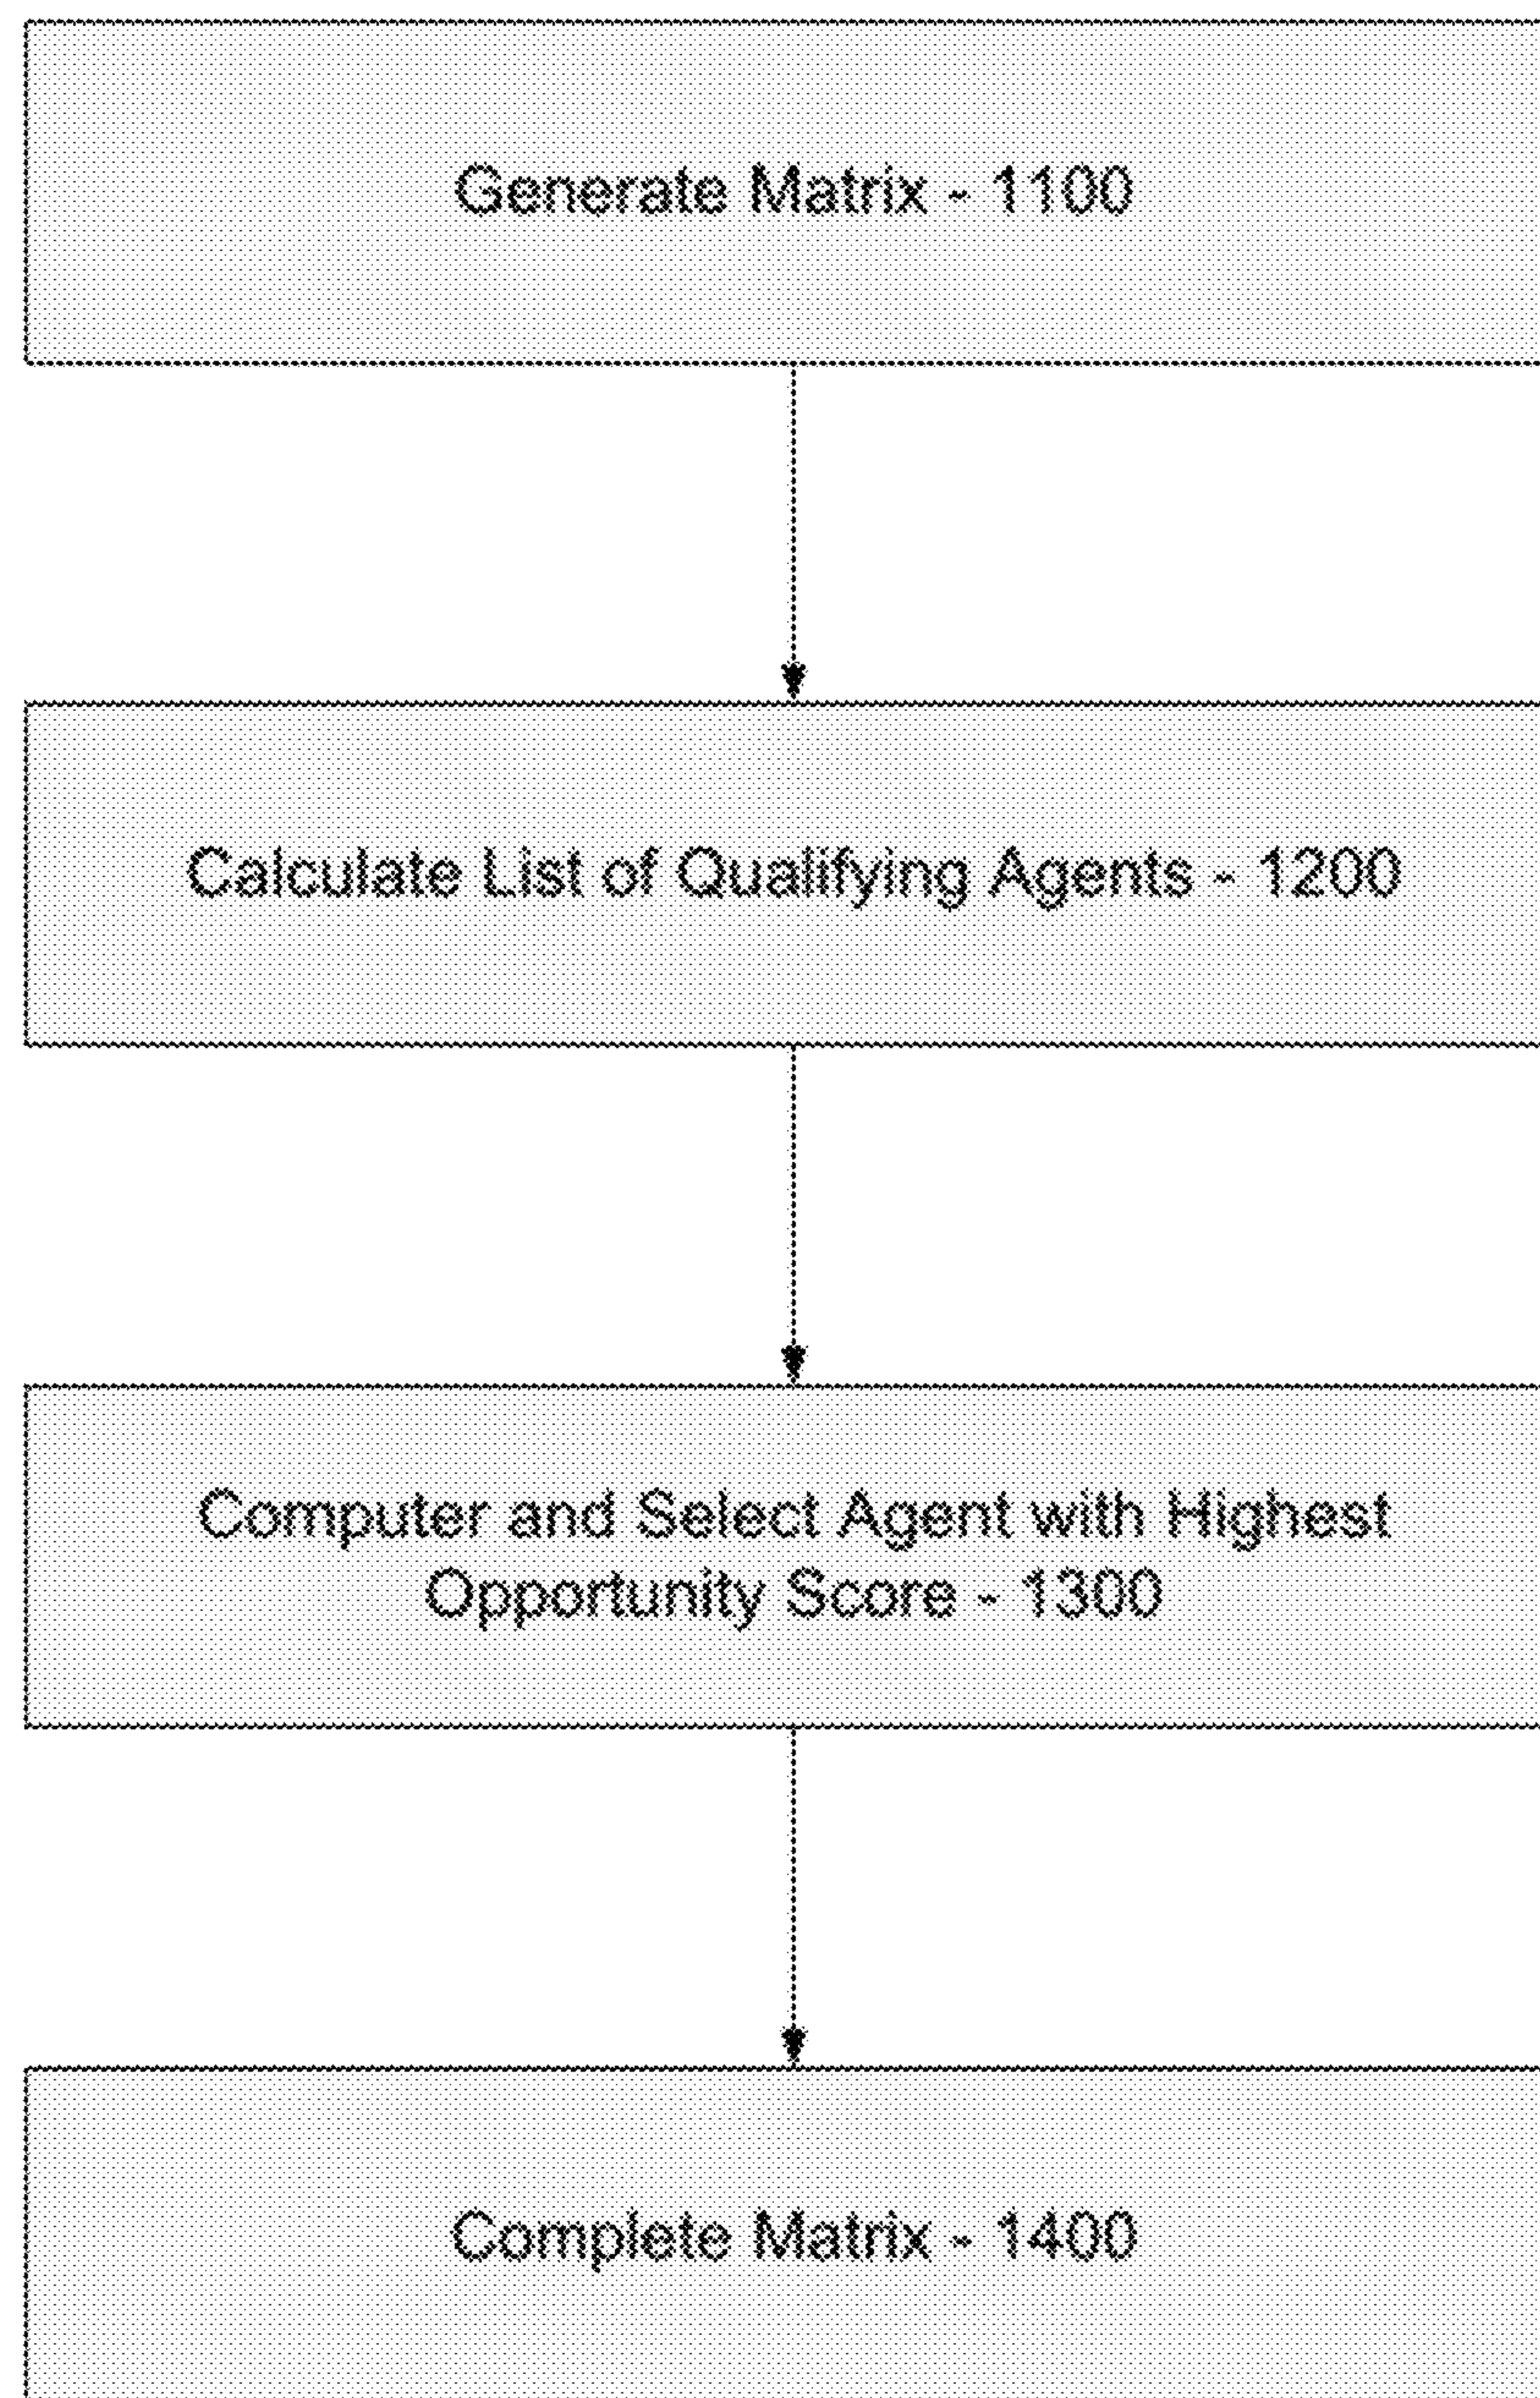 Generate Matrix - 1100
Calculate List of Qualifying Agents - 1200
Computer and Select Agent with Highest
Opportunity Score - 1300
Complete Matrix - 1400